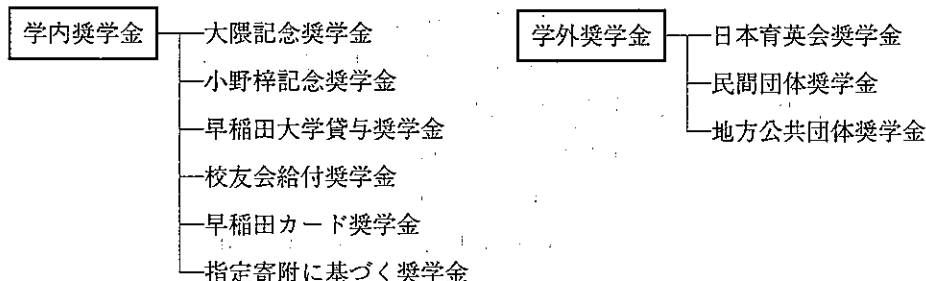 学内奨学金
大隈記念奨学金
小野梓記念奨学金
早稲田大学貸与奨学金
校友会給付奨学金
早稲田カード奨学金
指定寄附に基づく奨学金
学外奨学金
日本育英会奨学金
民間団体奨学金
地方公共団体奨学金